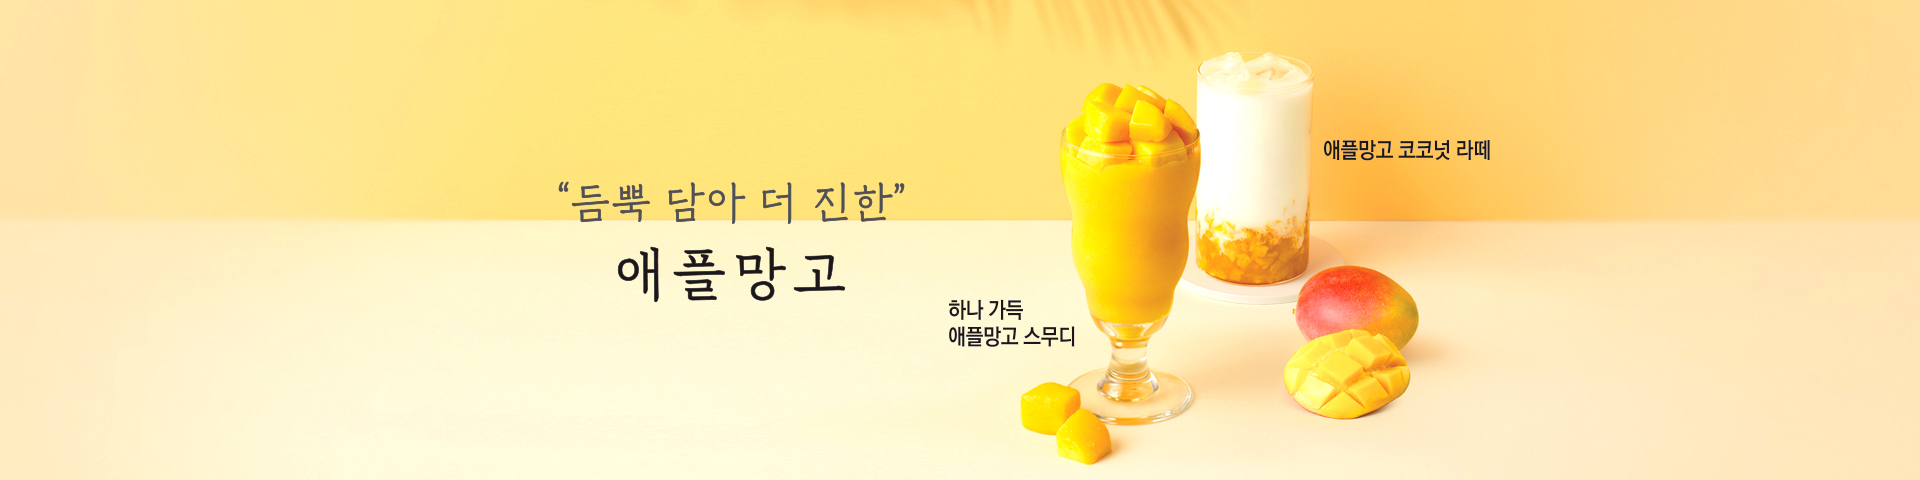 “듬뿍 담아 더 진한”
애플망고
하나 가득
애플망고 스무디
애플망고 코코넛 라떼